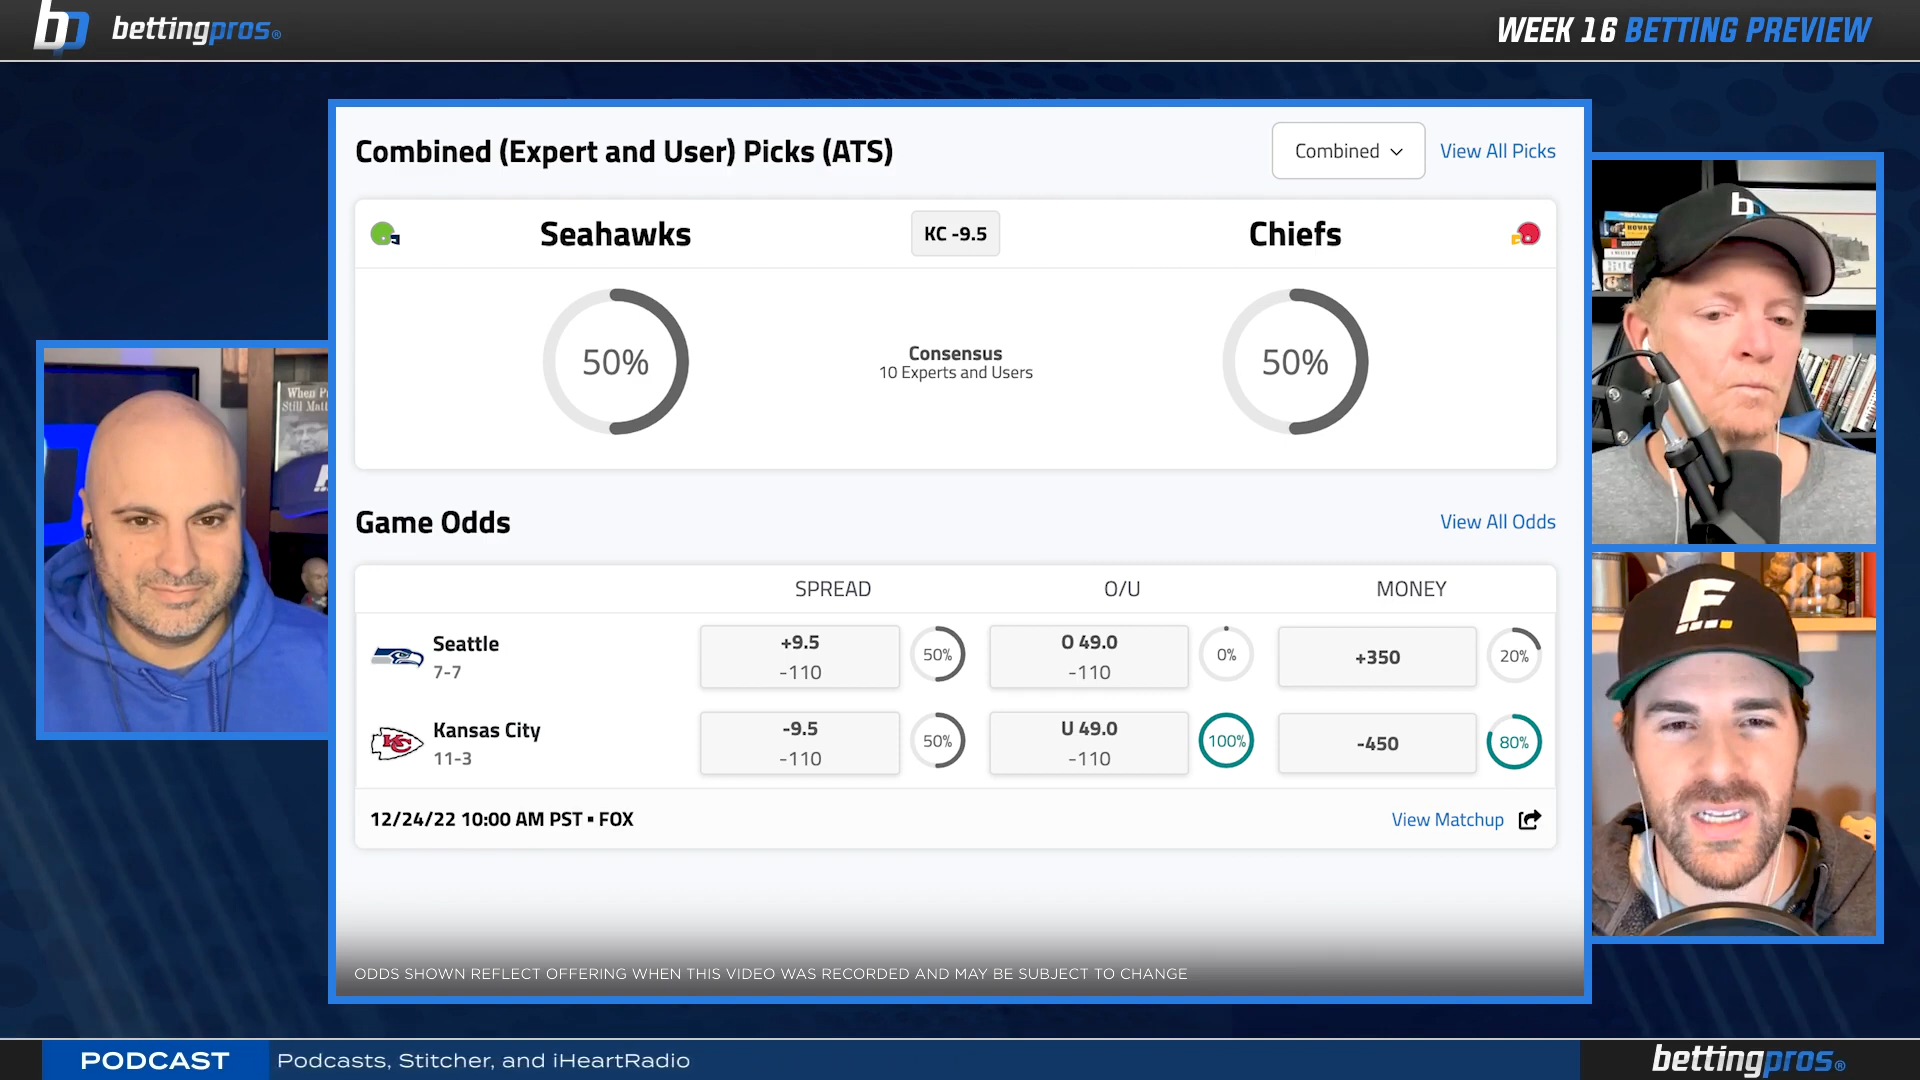 bp bettingpros®
WEEK 16 BETTING PREVIEW
Combined (Expert and User) Picks (ATS)
Combined
View All Picks
Seahawks
KC -9.5
Chiefs
50%
Consensus
10 Experts and Users
50%
Game Odds
View All Odds
SPREAD
O/U
MONEY
Seattle
7-7
+9.5
-110
50%
O 49.0
-110
0%
+350
20%
Kansas City
11-3
-9.5
-110
50%
U 49.0
-110
100%
-450
80%
12/24/22 10:00 AM PST ▪ FOX
View Matchup
ODDS SHOWN REFLECT OFFERING WHEN THIS VIDEO WAS RECORDED AND MAY BE SUBJECT TO CHANGE
When
Still
b
F
KC
PODCAST
Podcasts, Stitcher, and iHeartRadio
bettingpros®